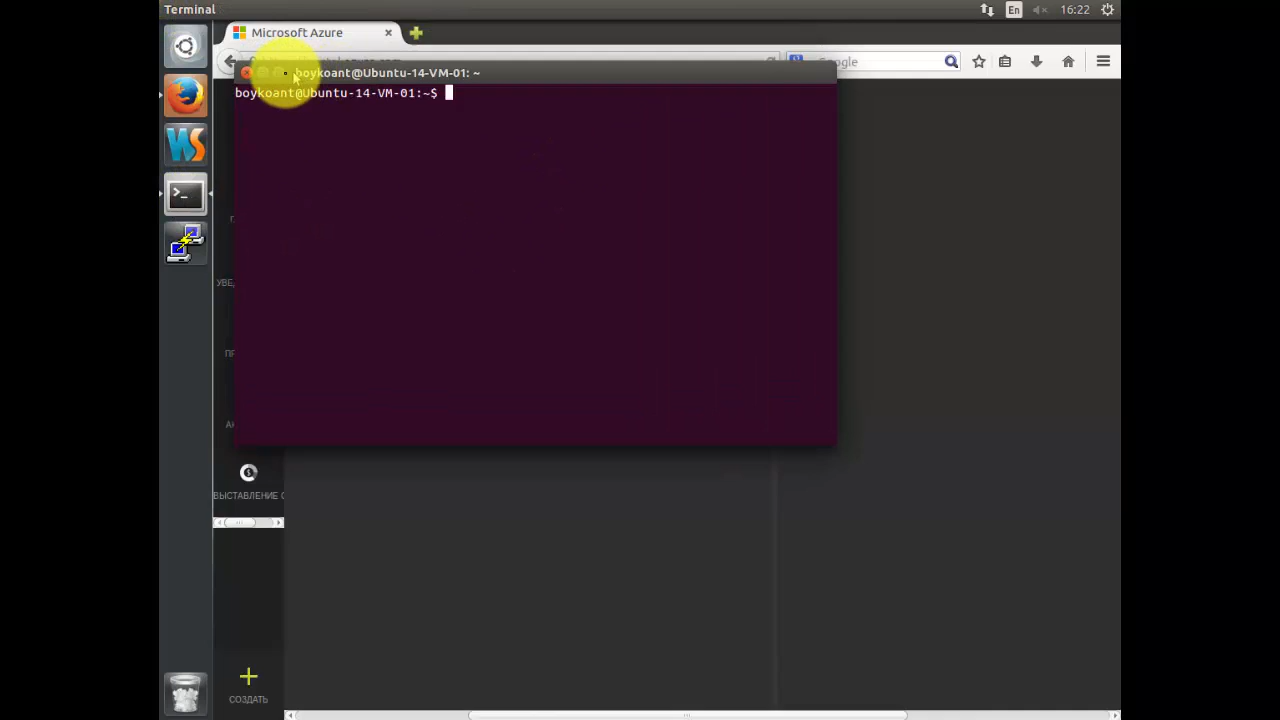 Terminal
En
16:22
Microsoft Azure
boykoant@Ubuntu-14-VM-01: ~
boykoant@Ubuntu-14-VM-01:~$
ВЫСТАВЛЕНИЕ С
СОЗДАТЬ